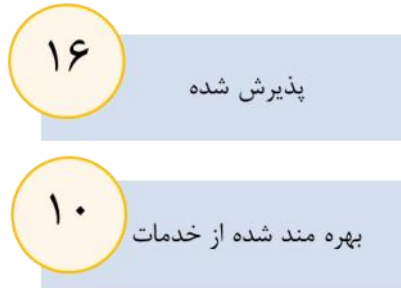 ۱۶
پذیرش شده
۱۰
بهره مند شده از خدمات